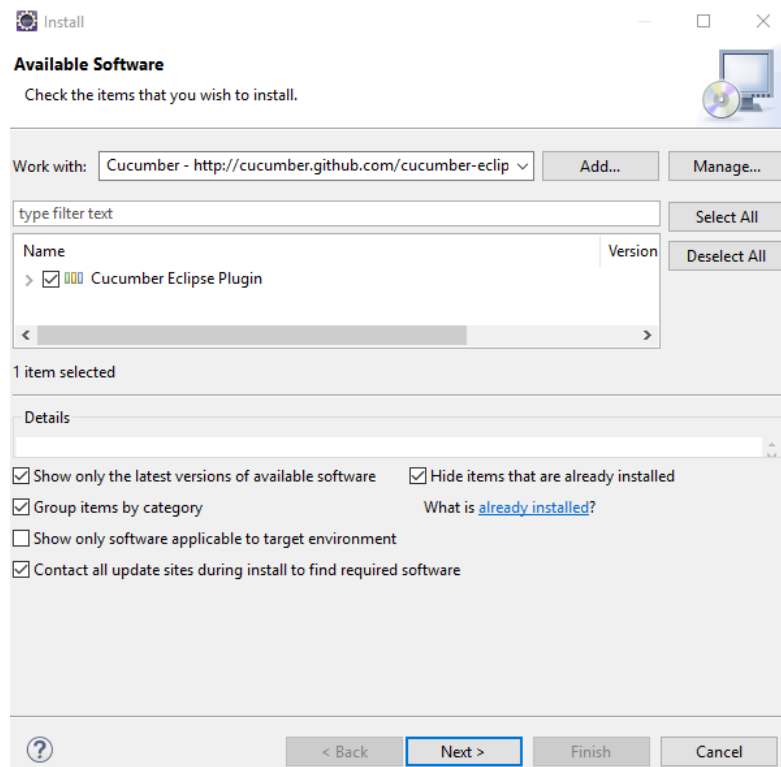 Install
Available Software
Check the items that you wish to install.
Work with: Cucumber - http://cucumber.github.com/cucumber-eclip Add... Manage...
type filter text Select All
Name Version Deselect All
Cucumber Eclipse Plugin
1 item selected
Details
Show only the latest versions of available software Hide items that are already installed
Group items by category What is already installed?
Show only software applicable to target environment
Contact all update sites during install to find required software
? < Back Next > Finish Cancel